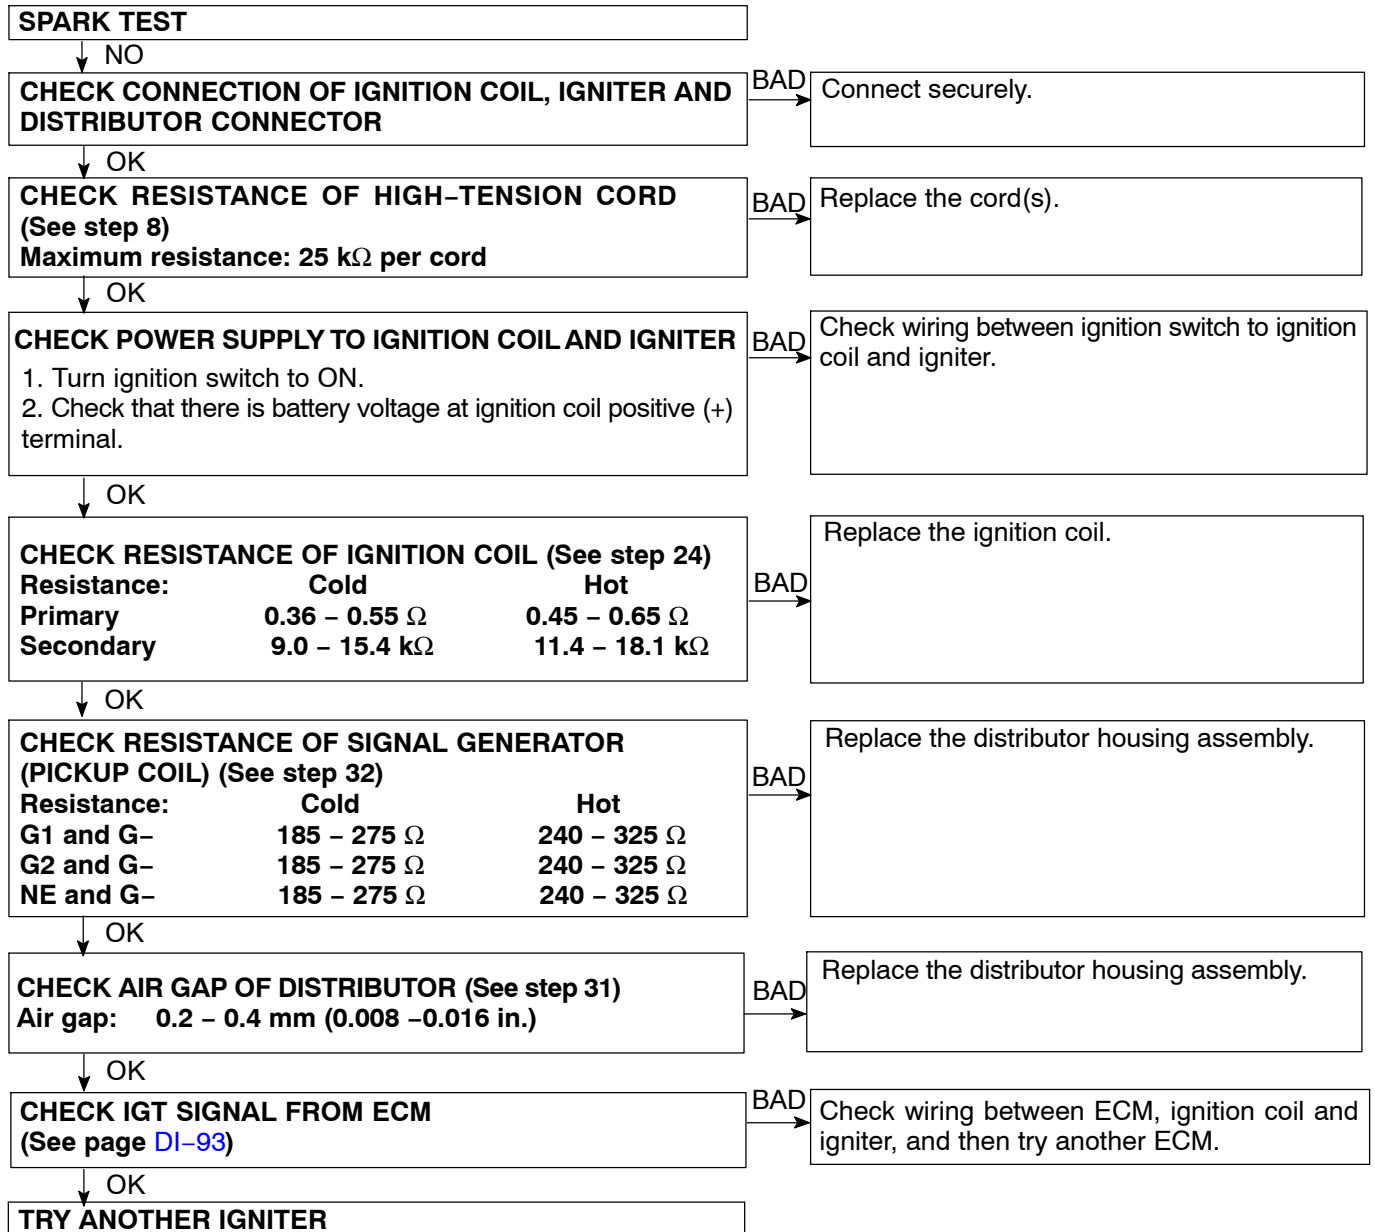 SPARK TEST
NO
CHECK CONNECTION OF IGNITION COIL, IGNITER AND
DISTRIBUTOR CONNECTOR
BAD
Connect securely.
OK
CHECK RESISTANCE OF HIGH−TENSION CORD
(See step 8)
Maximum resistance: 25 kΩ per cord
BAD
Replace the cord(s).
OK
CHECK POWER SUPPLY TO IGNITION COIL AND IGNITER
1. Turn ignition switch to ON.
2. Check that there is battery voltage at ignition coil positive (+)
terminal.
BAD
Check wiring between ignition switch to ignition
coil and igniter.
OK
CHECK RESISTANCE OF IGNITION COIL (See step 24)
Resistance: Cold Hot
Primary 0.36 − 0.55 Ω 0.45 − 0.65 Ω
Secondary 9.0 − 15.4 kΩ 11.4 − 18.1 kΩ
BAD
Replace the ignition coil.
OK
CHECK RESISTANCE OF SIGNAL GENERATOR
(PICKUP COIL) (See step 32)
Resistance: Cold Hot
G1 and G− 185 − 275 Ω 240 − 325 Ω
G2 and G− 185 − 275 Ω 240 − 325 Ω
NE and G− 185 − 275 Ω 240 − 325 Ω
BAD
Replace the distributor housing assembly.
OK
CHECK AIR GAP OF DISTRIBUTOR (See step 31)
Air gap: 0.2 − 0.4 mm (0.008 −0.016 in.)
BAD
Replace the distributor housing assembly.
OK
CHECK IGT SIGNAL FROM ECM
(See page DI−93)
BAD
Check wiring between ECM, ignition coil and
igniter, and then try another ECM.
OK
TRY ANOTHER IGNITER